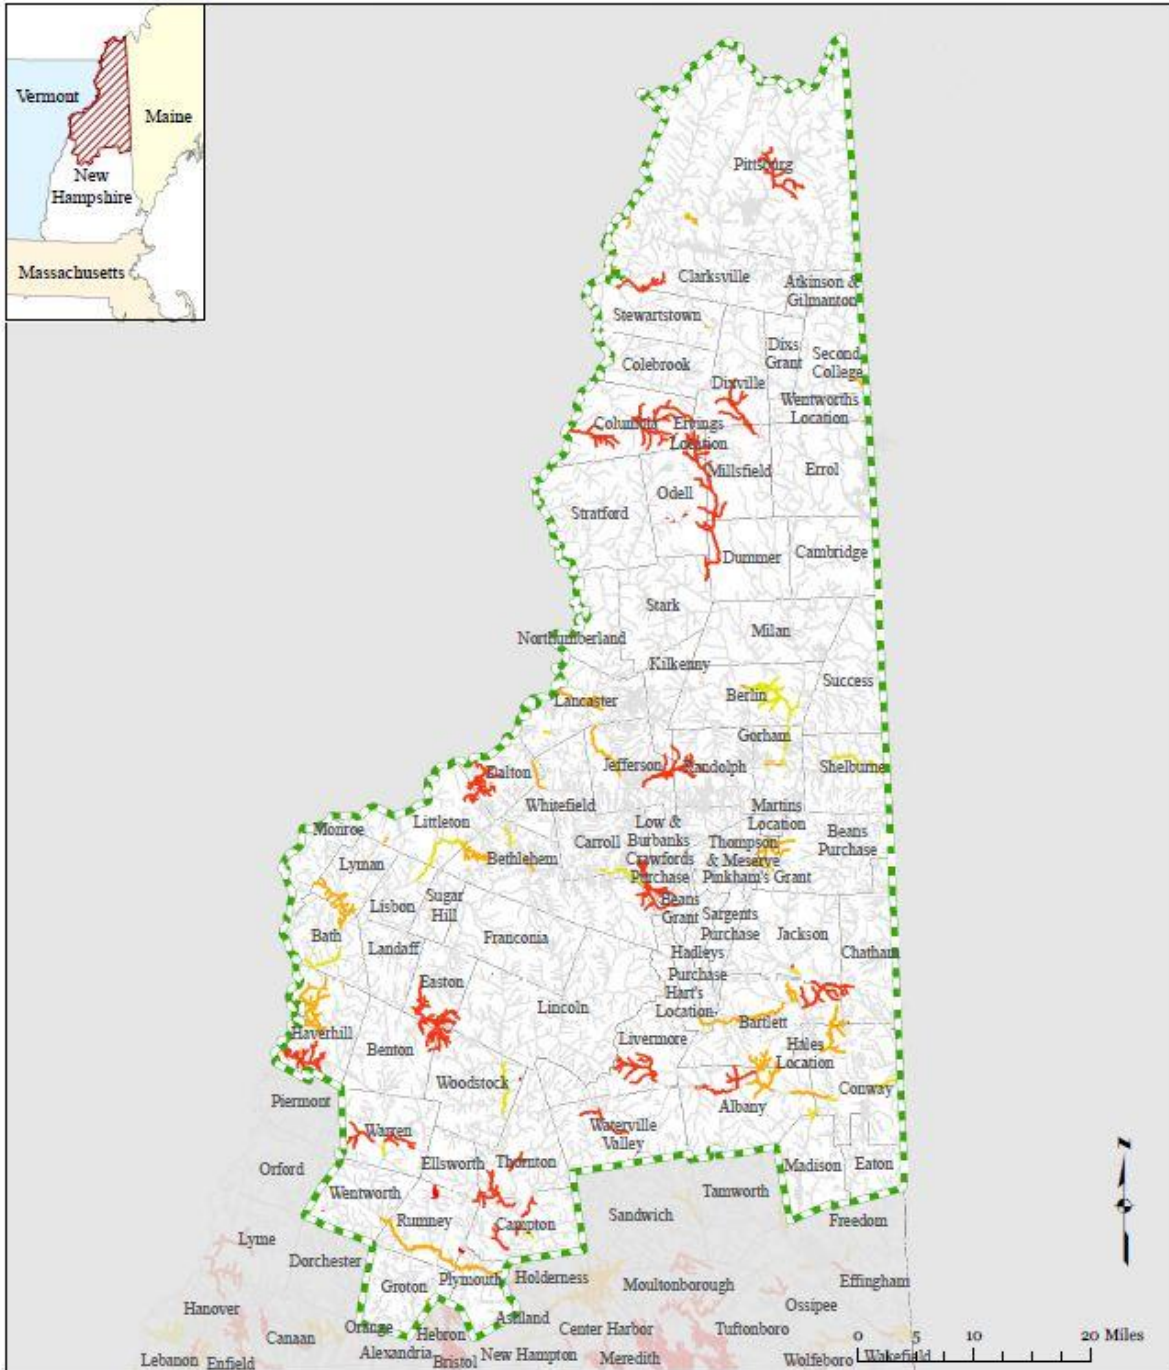 Vermont
Maine
New
Hampshire
Massachusetts
Pittsburg
Clarksville
Atkinson &
Gilmanton
Stewartstown
Dixs
Grant
Second
College
Colebrook
Dixville
Wentworths
Location
Columbia
Ervings
Location
Millsfield
Errol
Odell
Stratford
Dummer
Cambridge
Stark
Milan
Northumberland
Kilkenny
Success
Berlin
Lancaster
Gorham
Jefferson
Randolph
Shelburne
Dalton
Whitefield
Martins
Location
Littleton
Low &
Burbanks
Monroe
Carroll
Thompson
& Meserve
Beans
Purchase
Crawfords
Purchase
Pinkham's Grant
Bethlehem
Lyman
Sugar
Hill
Lisbon
Beans
Grant
Sargents
Purchase
Jackson
Bath
Franconia
Landaff
Hadleys
Purchase
Chatham
Easton
Hart's
Location
Lincoln
Bartlett
Haverhill
Livermore
Hales
Location
Benton
Woodstock
Conway
Piermont
Albany
Waterville
Valley
Warren
Ellsworth
Thornton
Madison
Eaton
Orford
Wentworth
Tamworth
Rumney
Campton
Sandwich
Freedom
Lyme
Dorchester
Groton
Plymouth
Holderness
Moultonborough
Effingham
Hanover
Ossipee
Ashland
Orange
Hebron
Center Harbor
Tuftonboro
Canaan
Alexandria
Bristol
New Hampton
Meredith
Wolfeboro
Wakefield
Lebanon
Enfield
0 5 10 20 Miles
N